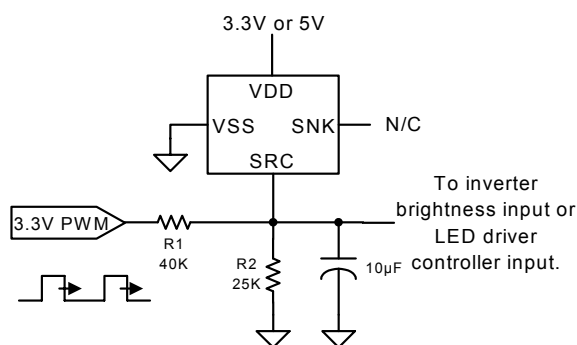 3.3V or 5V
VDD
VSS
SNK
N/C
SRC
3.3V PWM
R1
40K
R2
25K
10µF
To inverter
brightness input or
LED driver
controller input.